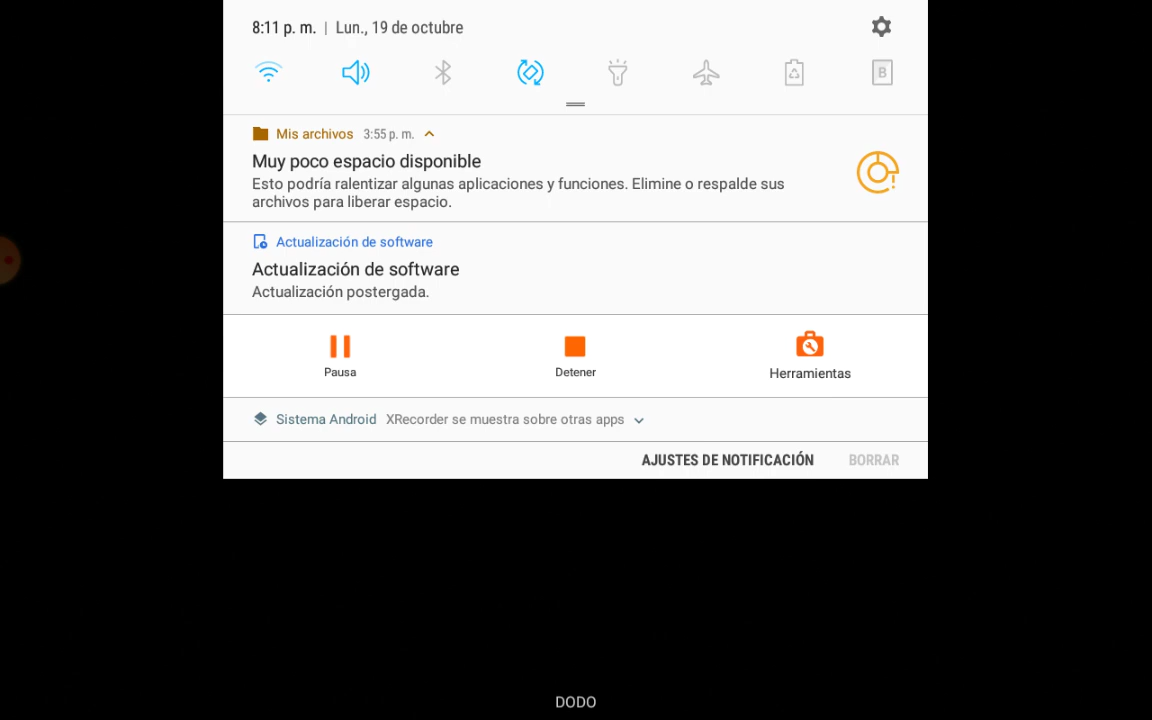 8:11 p. m. | Lun., 19 de octubre
B
Mis archivos 3:55 p. m.
Muy poco espacio disponible
Esto podría ralentizar algunas aplicaciones y funciones. Elimine o respalde sus
archivos para liberar espacio.
Actualización de software
Actualización de software
Actualización postergada.
Pausa Detener Herramientas
Sistema Android XRecorder se muestra sobre otras apps
AJUSTES DE NOTIFICACIÓN BORRAR
DODO